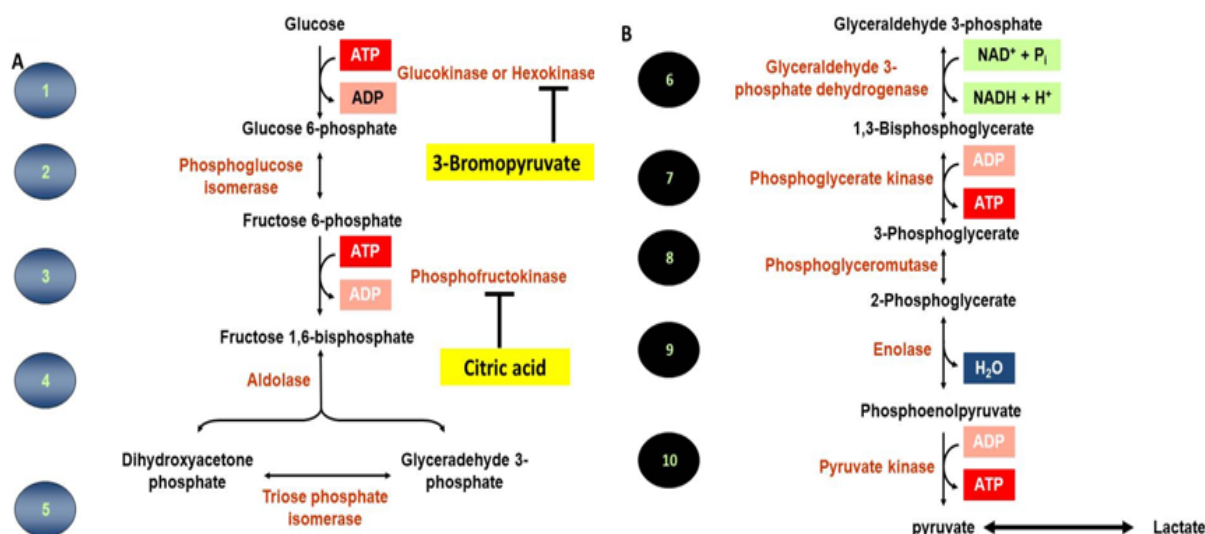 A
1
2
3
4
5
Glucose
ATP
ADP
Glucokinase or Hexokinase
Glucose 6-phosphate
3-Bromopyruvate
Phosphoglucose
isomerase
Fructose 6-phosphate
ATP
ADP
Phosphofructokinase
Fructose 1,6-bisphosphate
Citric acid
Aldolase
Dihydroxyacetone
phosphate
Glyceradehyde 3-
phosphate
Triose phosphate
isomerase
B
6
7
8
9
10
Glyceraldehyde 3-phosphate
Glyceraldehyde 3-
phosphate dehydrogenase
NAD⁺ + Pᵢ
NADH + H⁺
1,3-Bisphosphoglycerate
Phosphoglycerate kinase
ADP
ATP
3-Phosphoglycerate
Phosphoglyceromutase
2-Phosphoglycerate
Enolase
H₂O
Phosphoenolpyruvate
Pyruvate kinase
ADP
ATP
pyruvate
Lactate